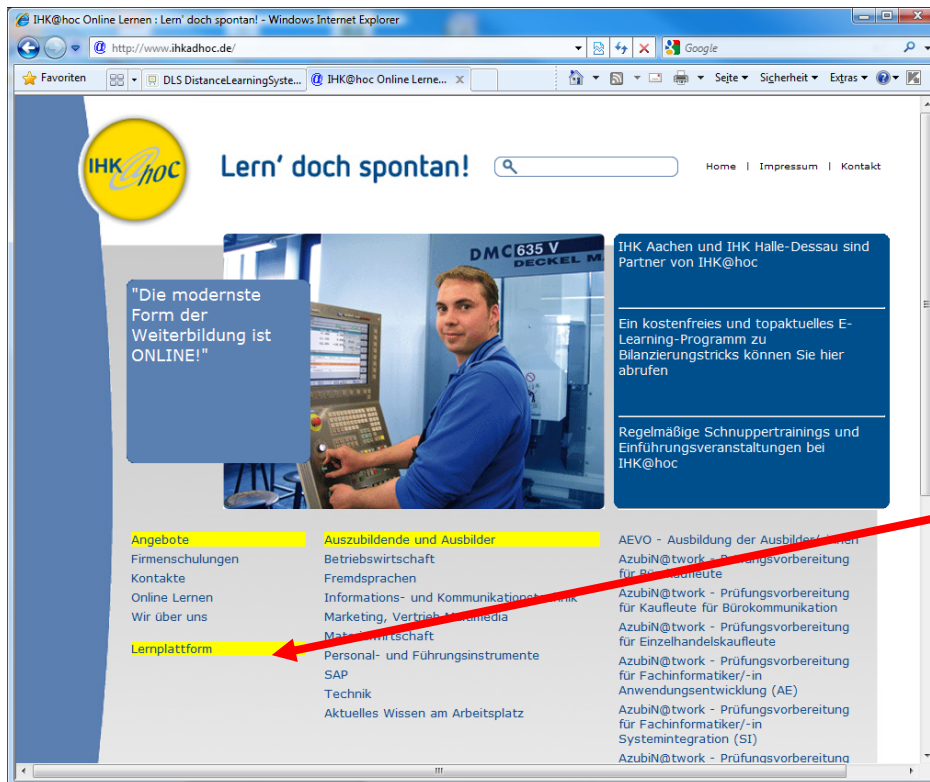 IHK@hoc Online Lernen : Lern' doch spontan! - Windows Internet Explorer
http://www.ihkadhoc.de/
Google
Favoriten
DLS DistanceLearningSyste...
IHK@hoc Online Lerne...
Seite
Sicherheit
Extras
IHK@hoc
Lern' doch spontan!
Home | Impressum | Kontakt
"Die modernste
Form der
Weiterbildung ist
ONLINE!"
DMC 635 V
DECKEL M
IHK Aachen und IHK Halle-Dessau sind
Partner von IHK@hoc
Ein kostenfreies und topaktuelles E-
Learning-Programm zu
Bilanzierungstricks können Sie hier
abrufen
Regelmäßige Schnuppertrainings und
Einführungsveranstaltungen bei
IHK@hoc
Angebote
Firmenschulungen
Kontakte
Online Lernen
Wir über uns
Lernplattform
Auszubildende und Ausbilder
Betriebswirtschaft
Fremdsprachen
Informations- und Kommunikationstechnik
Marketing, Vertrieb Multimedia
Materialwirtschaft
Personal- und Führungsinstrumente
SAP
Technik
Aktuelles Wissen am Arbeitsplatz
AEVO - Ausbildung der Ausbilder/-innen
AzubiN@twork - Prüfungsvorbereitung
für Bürokaufleute
AzubiN@twork - Prüfungsvorbereitung
für Kaufleute für Bürokommunikation
AzubiN@twork - Prüfungsvorbereitung
für Einzelhandelskaufleute
AzubiN@twork - Prüfungsvorbereitung
für Fachinformatiker/-in
Anwendungsentwicklung (AE)
AzubiN@twork - Prüfungsvorbereitung
für Fachinformatiker/-in
Systemintegration (SI)
AzubiN@twork - Prüfungsvorbereitung